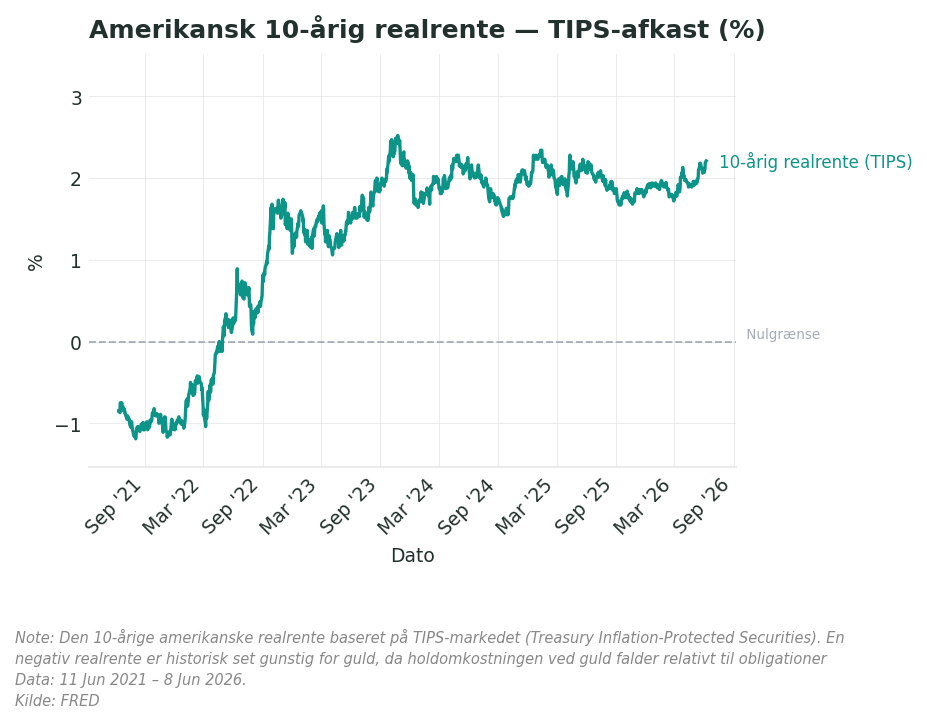 Amerikansk 10-årig realrente — TIPS-afkast (%)
3
2
1
0
−1
%
10-årig realrente (TIPS)
Nulgrænse
Sep '21
Mar '22
Sep '22
Mar '23
Sep '23
Mar '24
Sep '24
Mar '25
Sep '25
Mar '26
Sep '26
Dato
Note: Den 10-årige amerikanske realrente baseret på TIPS-markedet (Treasury Inflation-Protected Securities). En
negativ realrente er historisk set gunstig for guld, da holdomkostningen ved guld falder relativt til obligationer
Data: 11 Jun 2021 – 8 Jun 2026.
Kilde: FRED